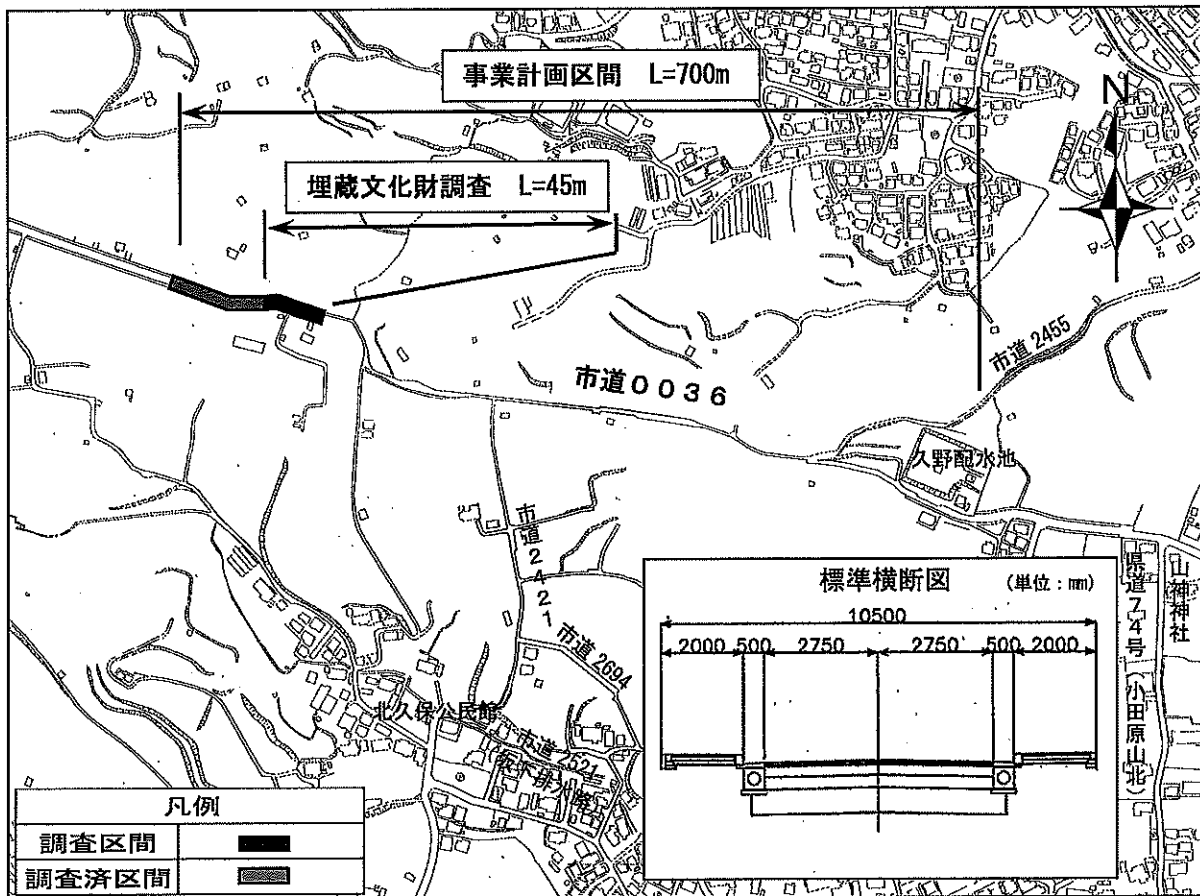 事業計画区間 L=700m
N
埋蔵文化財調査 L=45m
市道2455
市道0036
久野配水池
市道2421
市道2694
県道74号(小田原山北)
山神神社
北久保公民館
市道2521
標準横断図 (単位:mm)
10500
2000 500 2750 2750 500 2000
凡例
調査区間
調査済区間